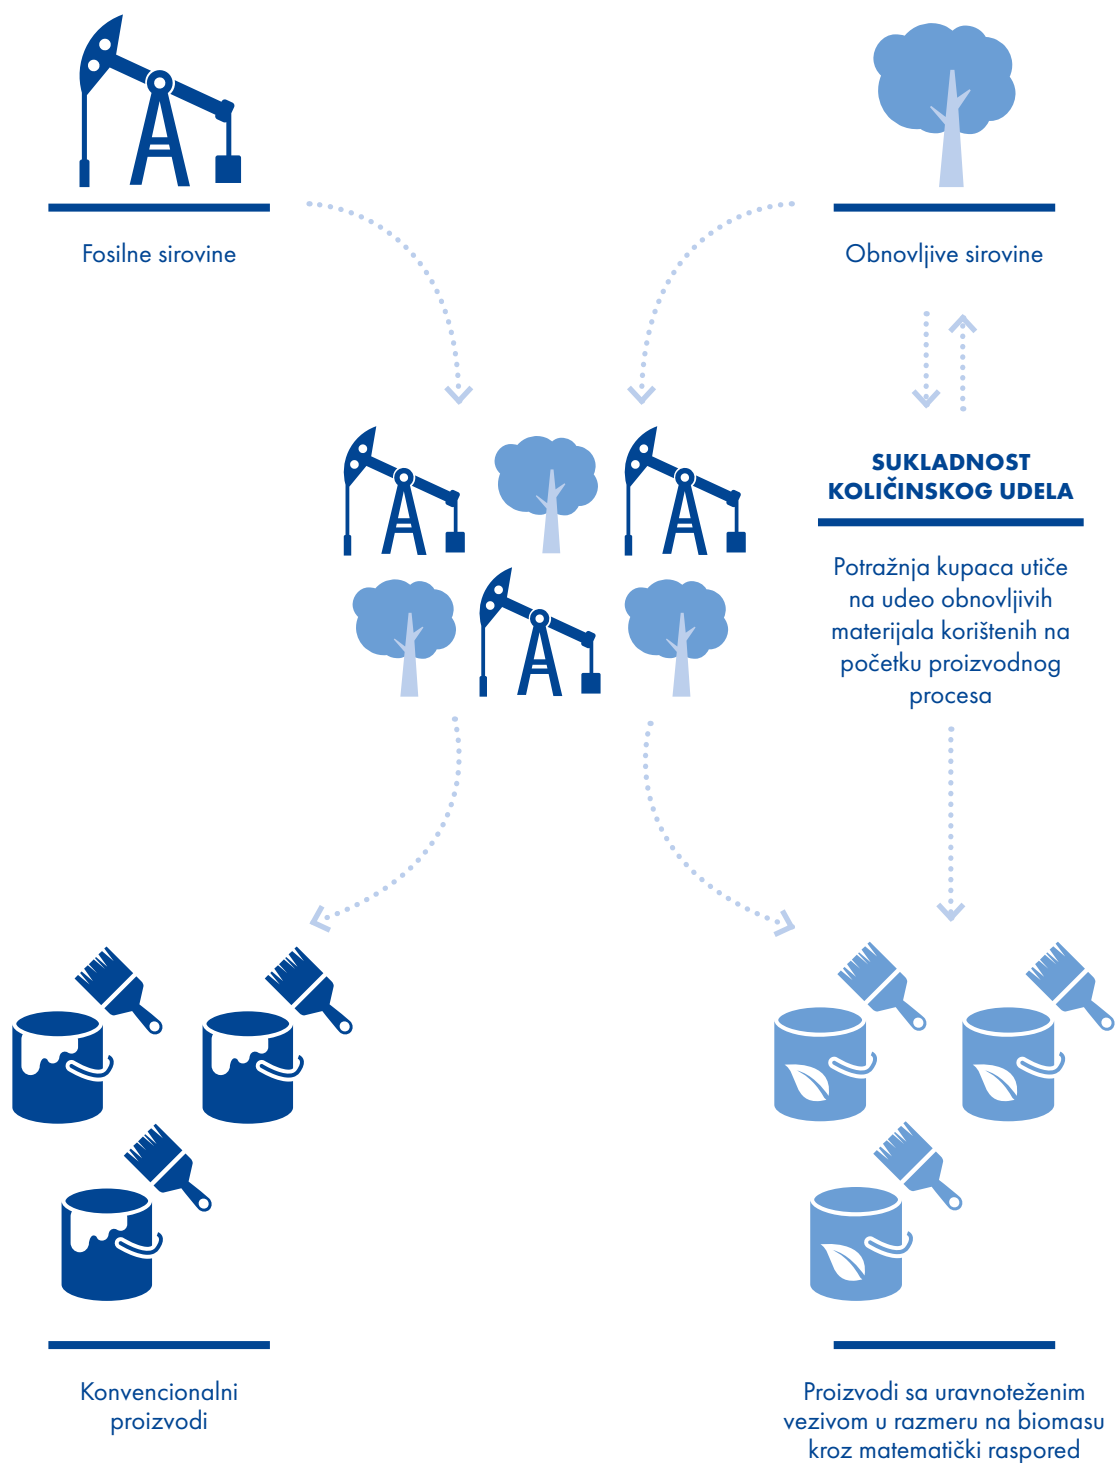 Fosilne sirovine
Obnovljive sirovine
SUKLADNOST
KOLIČINSKOG UDELA
Potražnja kupaca utiče
na udeo obnovljivih
materijala korištenih na
početku proizvodnog
procesa
Konvencionalni
proizvodi
Proizvodi sa uravnoteženim
vezivom u razmeru na biomasu
kroz matematički raspored